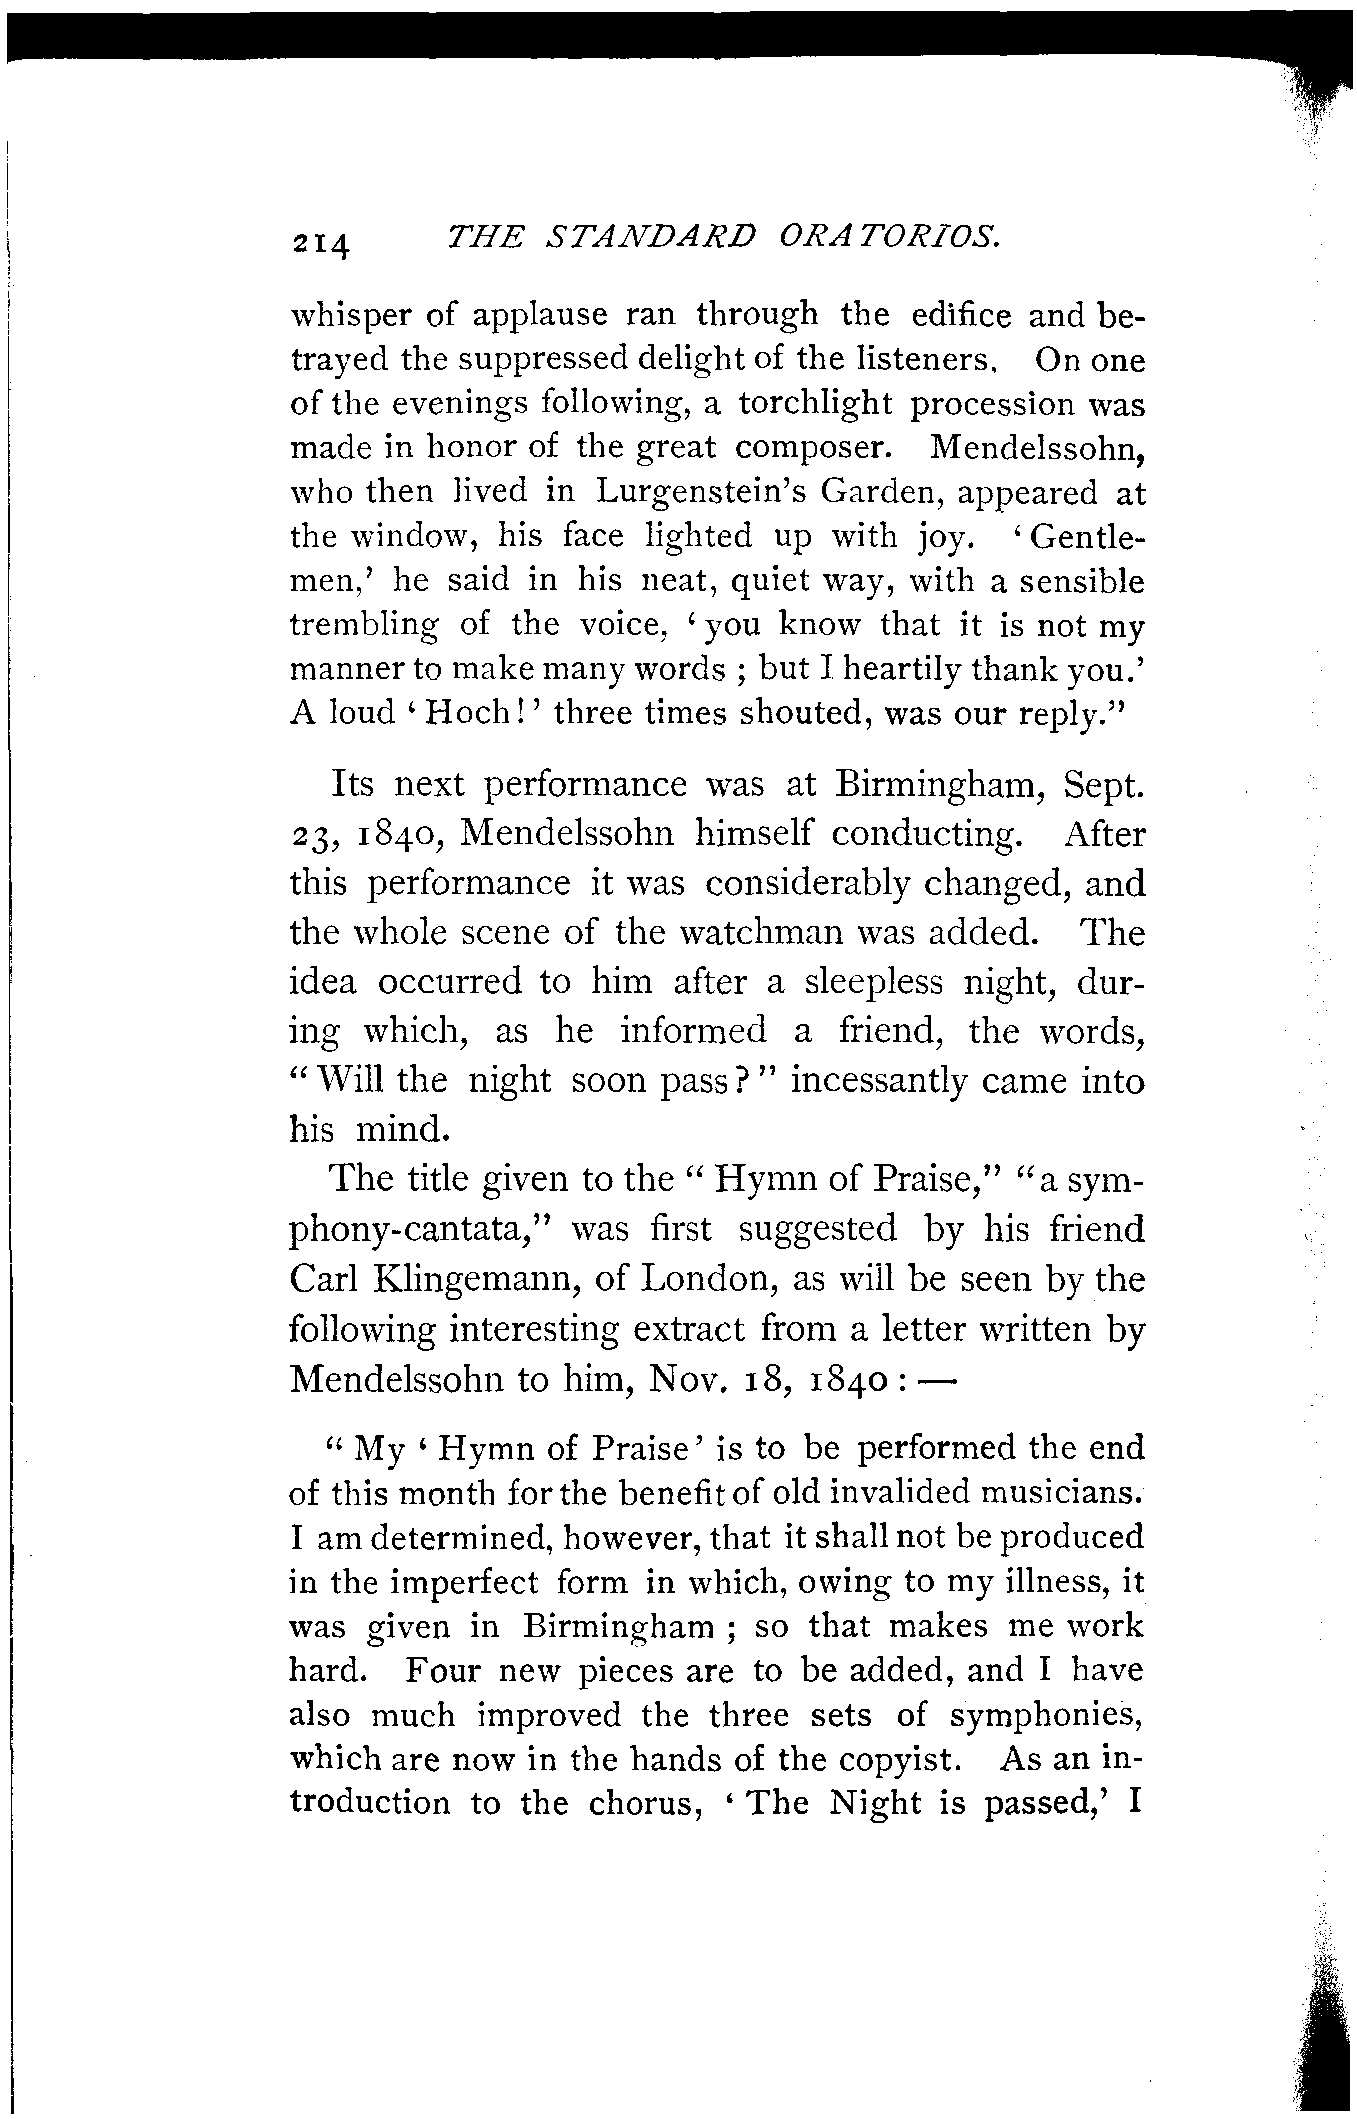 214 THE STANDARD ORATORIOS.
whisper of applause ran through the edifice and be-
trayed the suppressed delight of the listeners. On one
of the evenings following, a torchlight procession was
made in honor of the great composer. Mendelssohn,
who then lived in Lurgenstein's Garden, appeared at
the window, his face lighted up with joy. ‘Gentle-
men,’ he said in his neat, quiet way, with a sensible
trembling of the voice, ‘you know that it is not my
manner to make many words; but I heartily thank you.’
A loud ‘Hoch!’ three times shouted, was our reply.”
Its next performance was at Birmingham, Sept.
23, 1840, Mendelssohn himself conducting. After
this performance it was considerably changed, and
the whole scene of the watchman was added. The
idea occurred to him after a sleepless night, dur-
ing which, as he informed a friend, the words,
“Will the night soon pass?” incessantly came into
his mind.
The title given to the “Hymn of Praise,” “a sym-
phony-cantata,” was first suggested by his friend
Carl Klingemann, of London, as will be seen by the
following interesting extract from a letter written by
Mendelssohn to him, Nov. 18, 1840: —
“My ‘Hymn of Praise’ is to be performed the end
of this month for the benefit of old invalided musicians.
I am determined, however, that it shall not be produced
in the imperfect form in which, owing to my illness, it
was given in Birmingham; so that makes me work
hard. Four new pieces are to be added, and I have
also much improved the three sets of symphonies,
which are now in the hands of the copyist. As an in-
troduction to the chorus, ‘The Night is passed,’ I